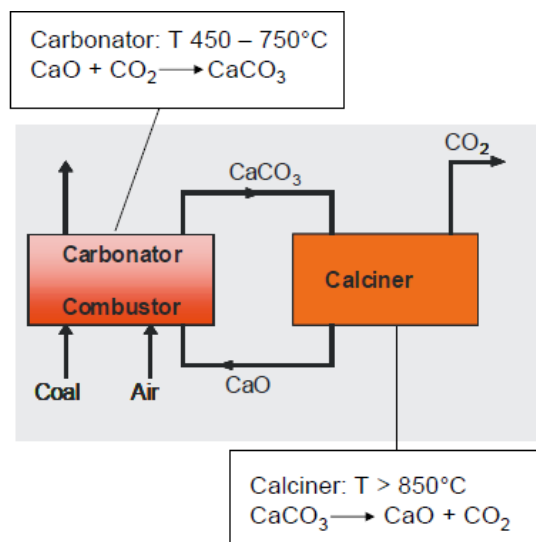 Carbonator: T 450 – 750°C
CaO + CO₂ ⟶ CaCO₃
CO₂
CaCO₃
Carbonator
Combustor
Calciner
Coal
Air
CaO
Calciner: T > 850°C
CaCO₃ ⟶ CaO + CO₂